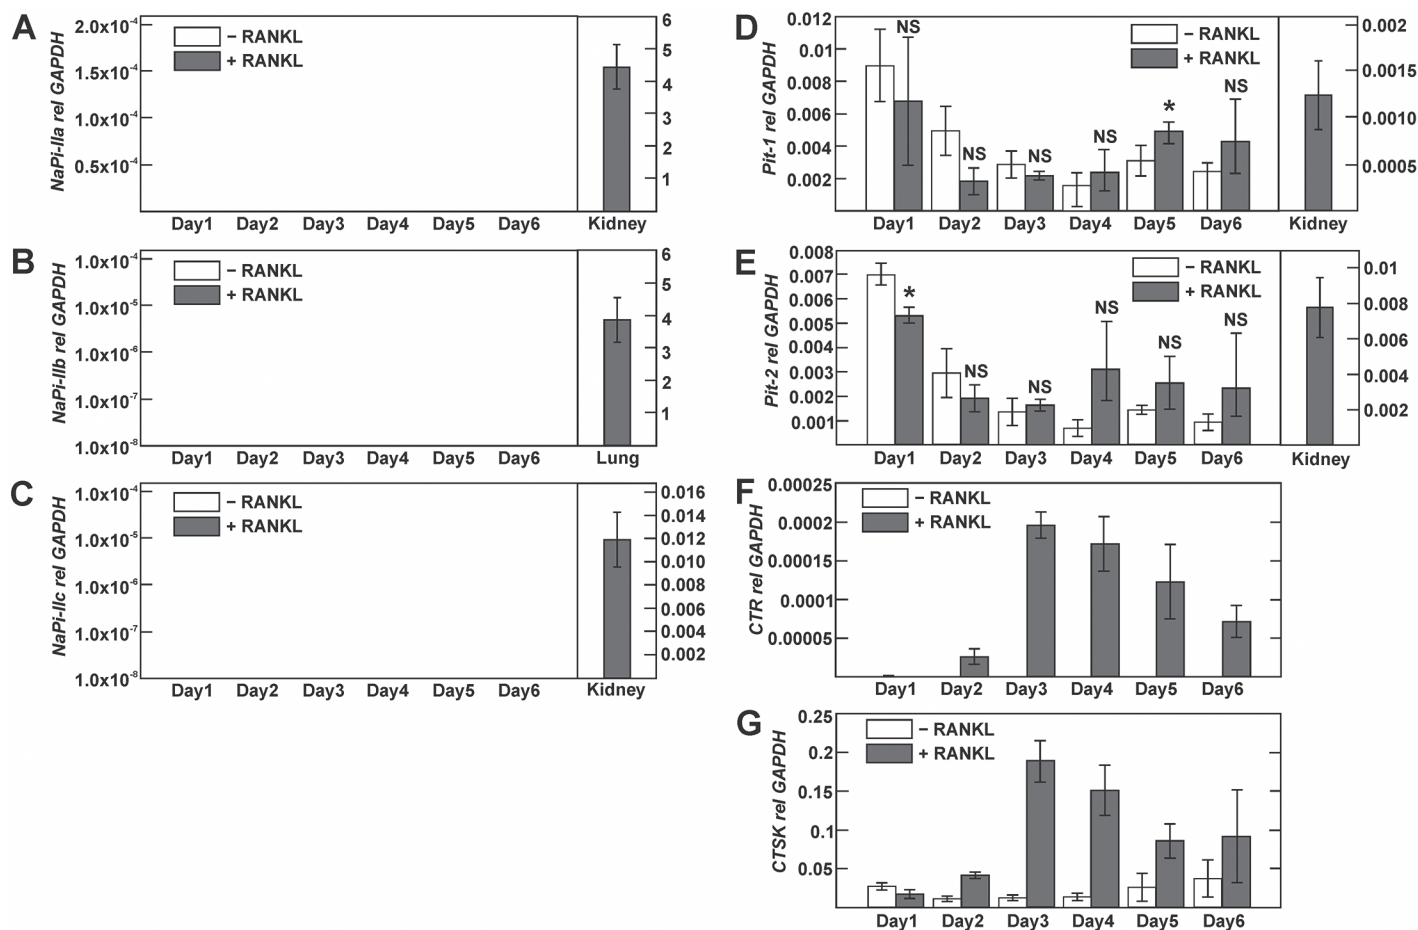 A
NaPi-IIa rel GAPDH
2.0x10⁻⁴
1.5x10⁻⁴
1.0x10⁻⁴
0.5x10⁻⁴
– RANKL
+ RANKL
6
5
4
3
2
1
Day1 Day2 Day3 Day4 Day5 Day6 Kidney
B
NaPi-IIb rel GAPDH
1.0x10⁻⁴
1.0x10⁻⁵
1.0x10⁻⁶
1.0x10⁻⁷
1.0x10⁻⁸
– RANKL
+ RANKL
6
5
4
3
2
1
Day1 Day2 Day3 Day4 Day5 Day6 Lung
C
NaPi-IIc rel GAPDH
1.0x10⁻⁴
1.0x10⁻⁵
1.0x10⁻⁶
1.0x10⁻⁷
1.0x10⁻⁸
– RANKL
+ RANKL
0.016
0.014
0.012
0.010
0.008
0.006
0.004
0.002
Day1 Day2 Day3 Day4 Day5 Day6 Kidney
D
Pit-1 rel GAPDH
0.012
0.010
0.008
0.006
0.004
0.002
– RANKL
+ RANKL
NS NS NS NS * NS
0.002
0.0015
0.0010
0.0005
Day1 Day2 Day3 Day4 Day5 Day6 Kidney
E
Pit-2 rel GAPDH
0.008
0.007
0.006
0.005
0.004
0.003
0.002
0.001
– RANKL
+ RANKL
* NS NS NS NS NS
0.01
0.008
0.006
0.004
0.002
Day1 Day2 Day3 Day4 Day5 Day6 Kidney
F
CTR rel GAPDH
0.00025
0.0002
0.00015
0.0001
0.00005
– RANKL
+ RANKL
Day1 Day2 Day3 Day4 Day5 Day6
G
CTSK rel GAPDH
0.25
0.2
0.15
0.1
0.05
– RANKL
+ RANKL
Day1 Day2 Day3 Day4 Day5 Day6